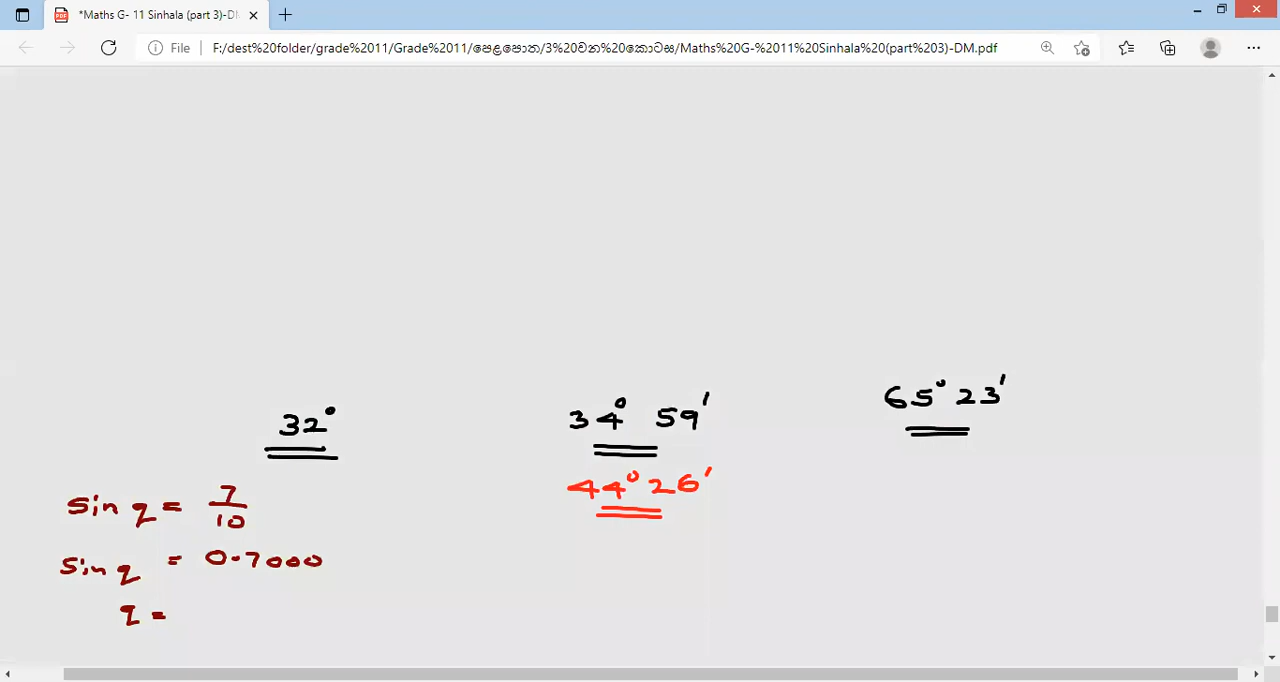 *Maths G- 11 Sinhala (part 3)-DM
File F:/dest%20folder/grade%2011/Grade%2011/පෙළපොත/3%20වන%20කොටස/Maths%20G-%2011%20Sinhala%20(part%203)-DM.pdf
65° 23'
32° 34° 59'
44° 26'
sin q = 7/10
sin q = 0.7000
q =